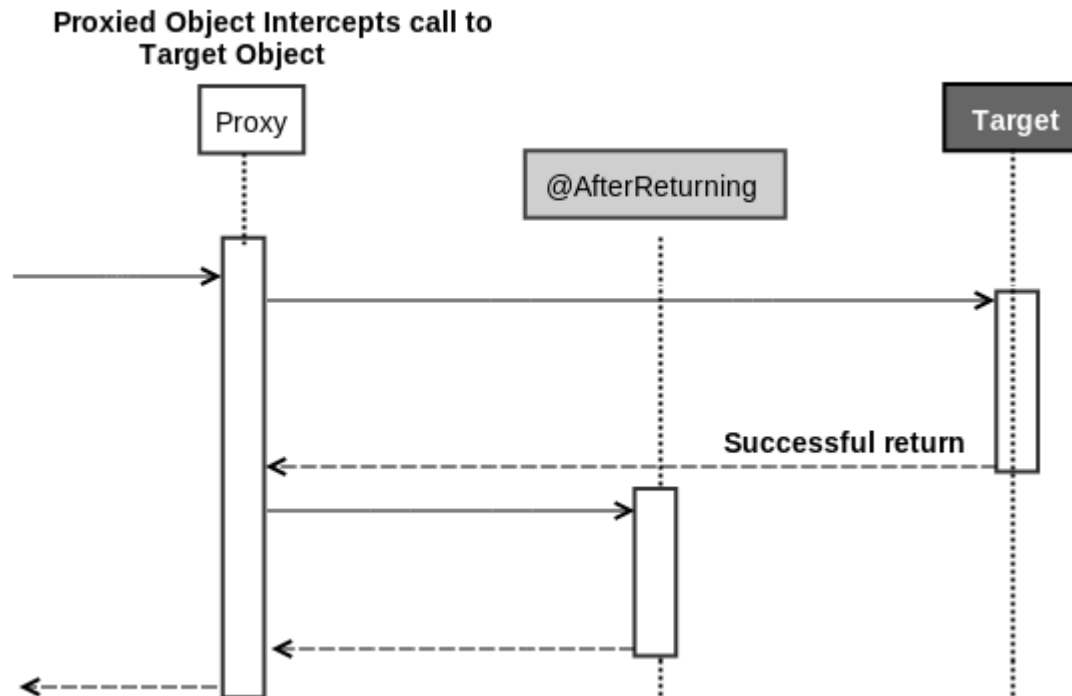 Proxied Object Intercepts call to
Target Object
Proxy
Target
@AfterReturning
Successful return